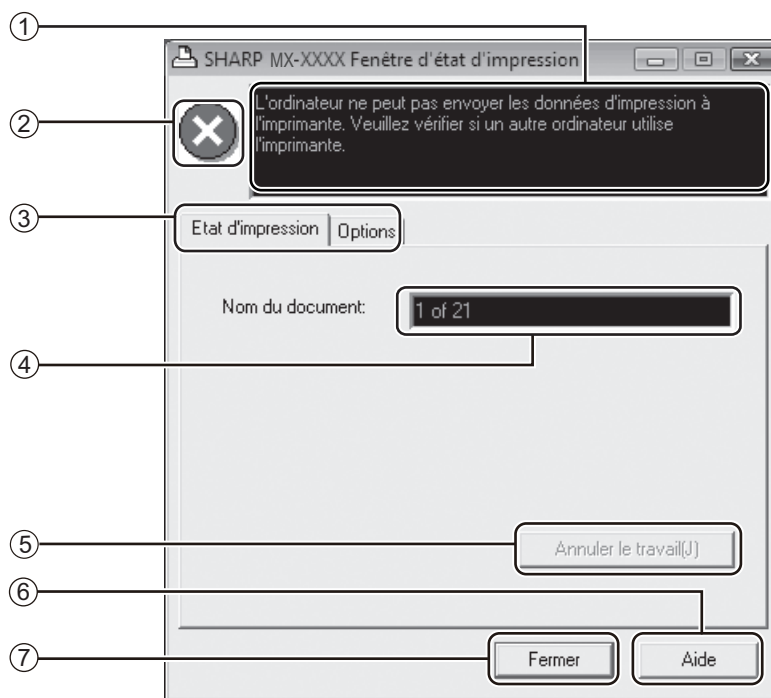 ①
SHARP MX-XXXX Fenêtre d'état d'impression
②
L'ordinateur ne peut pas envoyer les données d'impression à
l'imprimante. Veuillez vérifier si un autre ordinateur utilise
l'imprimante.
③
Etat d'impression Options
Nom du document: 1 of 21
④
⑤
Annuler le travail(J)
⑥
⑦
Fermer Aide